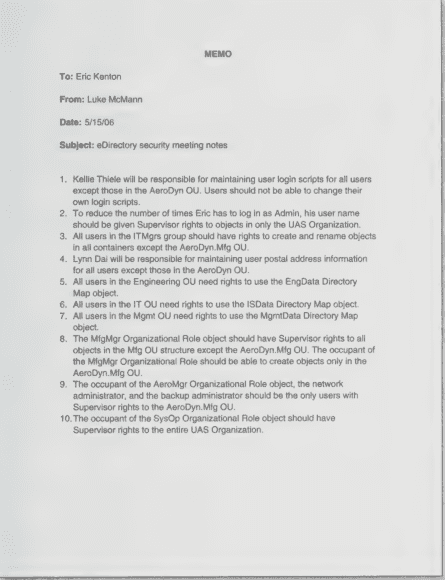 MEMO
To: Eric Kenton
From: Luke McMann
Date: 5/15/06
Subject: eDirectory security meeting notes
1. Kellie Thiele will be responsible for maintaining user login scripts for all users
except those in the AeroDyn OU. Users should not be able to change their
own login scripts.
2. To reduce the number of times Eric has to log in as Admin, his user name
should be given Supervisor rights to objects in only the UAS Organization.
3. All users in the ITMgrs group should have rights to create and rename objects
in all containers except the AeroDyn.Mfg OU.
4. Lynn Dai will be responsible for maintaining user postal address information
for all users except those in the AeroDyn OU.
5. All users in the Engineering OU need rights to use the EngData Directory
Map object.
6. All users in the IT OU need rights to use the ISData Directory Map object.
7. All users in the Mgmt OU need rights to use the MgmtData Directory Map
object.
8. The MfgMgr Organizational Role object should have Supervisor rights to all
objects in the Mfg OU structure except the AeroDyn.Mfg OU. The occupant of
the MfgMgr Organizational Role should be able to create objects only in the
AeroDyn.Mfg OU.
9. The occupant of the AeroMgr Organizational Role object, the network
administrator, and the backup administrator should be the only users with
Supervisor rights to the AeroDyn.Mfg OU.
10. The occupant of the SysOp Organizational Role object should have
Supervisor rights to the entire UAS Organization.